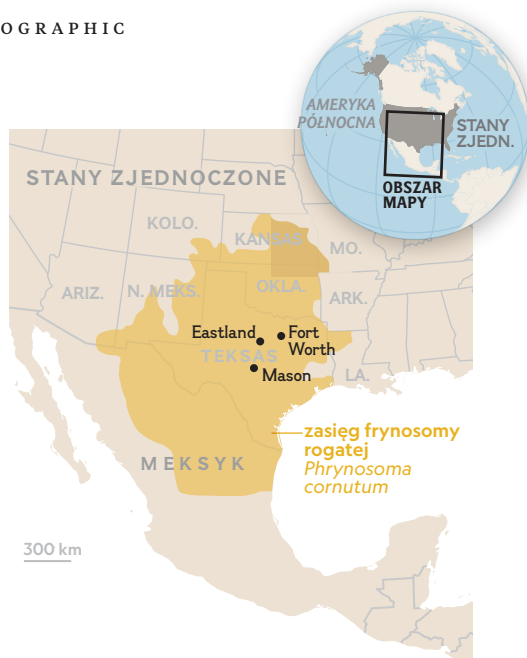 OGRAPHIC
AMERYKA
PÓŁNOCNA
STANY
ZJEDN.
OBSZAR
MAPY
STANY ZJEDNOCZONE
KOLO.
KANSAS
MO.
ARIZ.
N. MEKS.
OKLA.
ARK.
Eastland
Fort
Worth
TEKSAS
Mason
LA.
zasięg frynosomy
rogatej
Phrynosoma
cornutum
MEKSYK
300 km